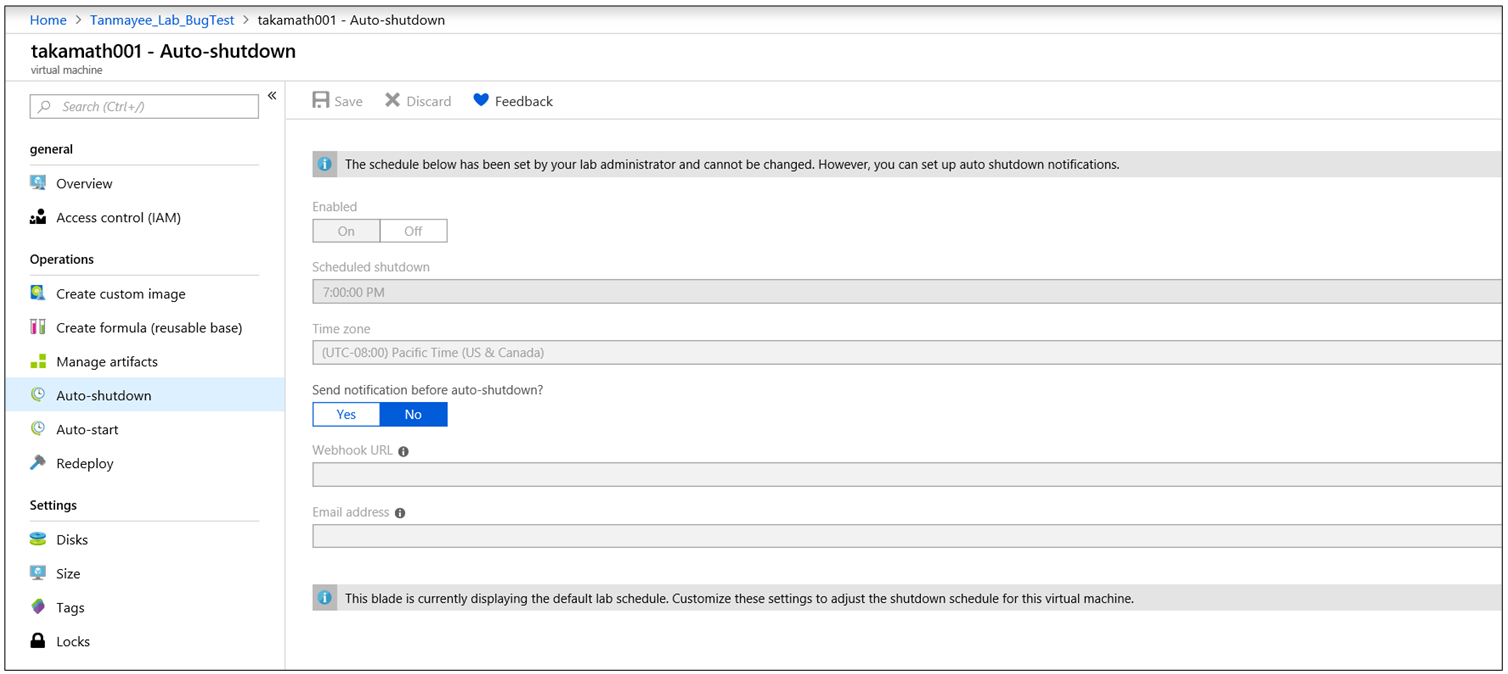 Home > Tanmayee_Lab_BugTest > takamath001 - Auto-shutdown
takamath001 - Auto-shutdown
virtual machine
Search (Ctrl+/)
«
general
Overview
Access control (IAM)
Operations
Create custom image
Create formula (reusable base)
Manage artifacts
Auto-shutdown
Auto-start
Redeploy
Settings
Disks
Size
Tags
Locks
Save Discard Feedback
The schedule below has been set by your lab administrator and cannot be changed. However, you can set up auto shutdown notifications.
Enabled
On Off
Scheduled shutdown
7:00:00 PM
Time zone
(UTC-08:00) Pacific Time (US & Canada)
Send notification before auto-shutdown?
Yes No
Webhook URL
Email address
This blade is currently displaying the default lab schedule. Customize these settings to adjust the shutdown schedule for this virtual machine.